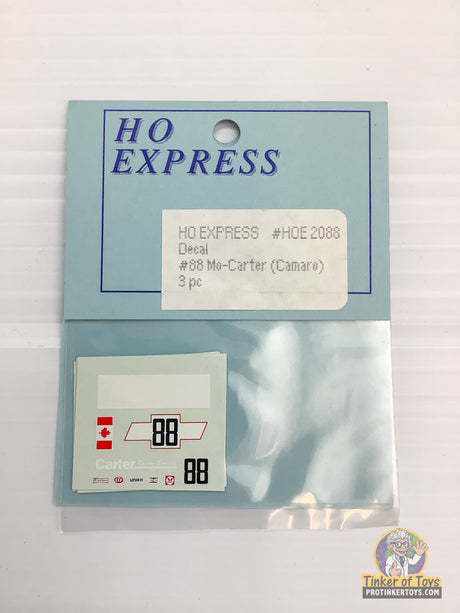 HO
EXPRESS
HO EXPRESS #HOE 2088
Decal
#88 Mo-Carter (Camaro)
3 pc
88
Carter
88
Tinker of Toys
PROTINKERTOYS.COM